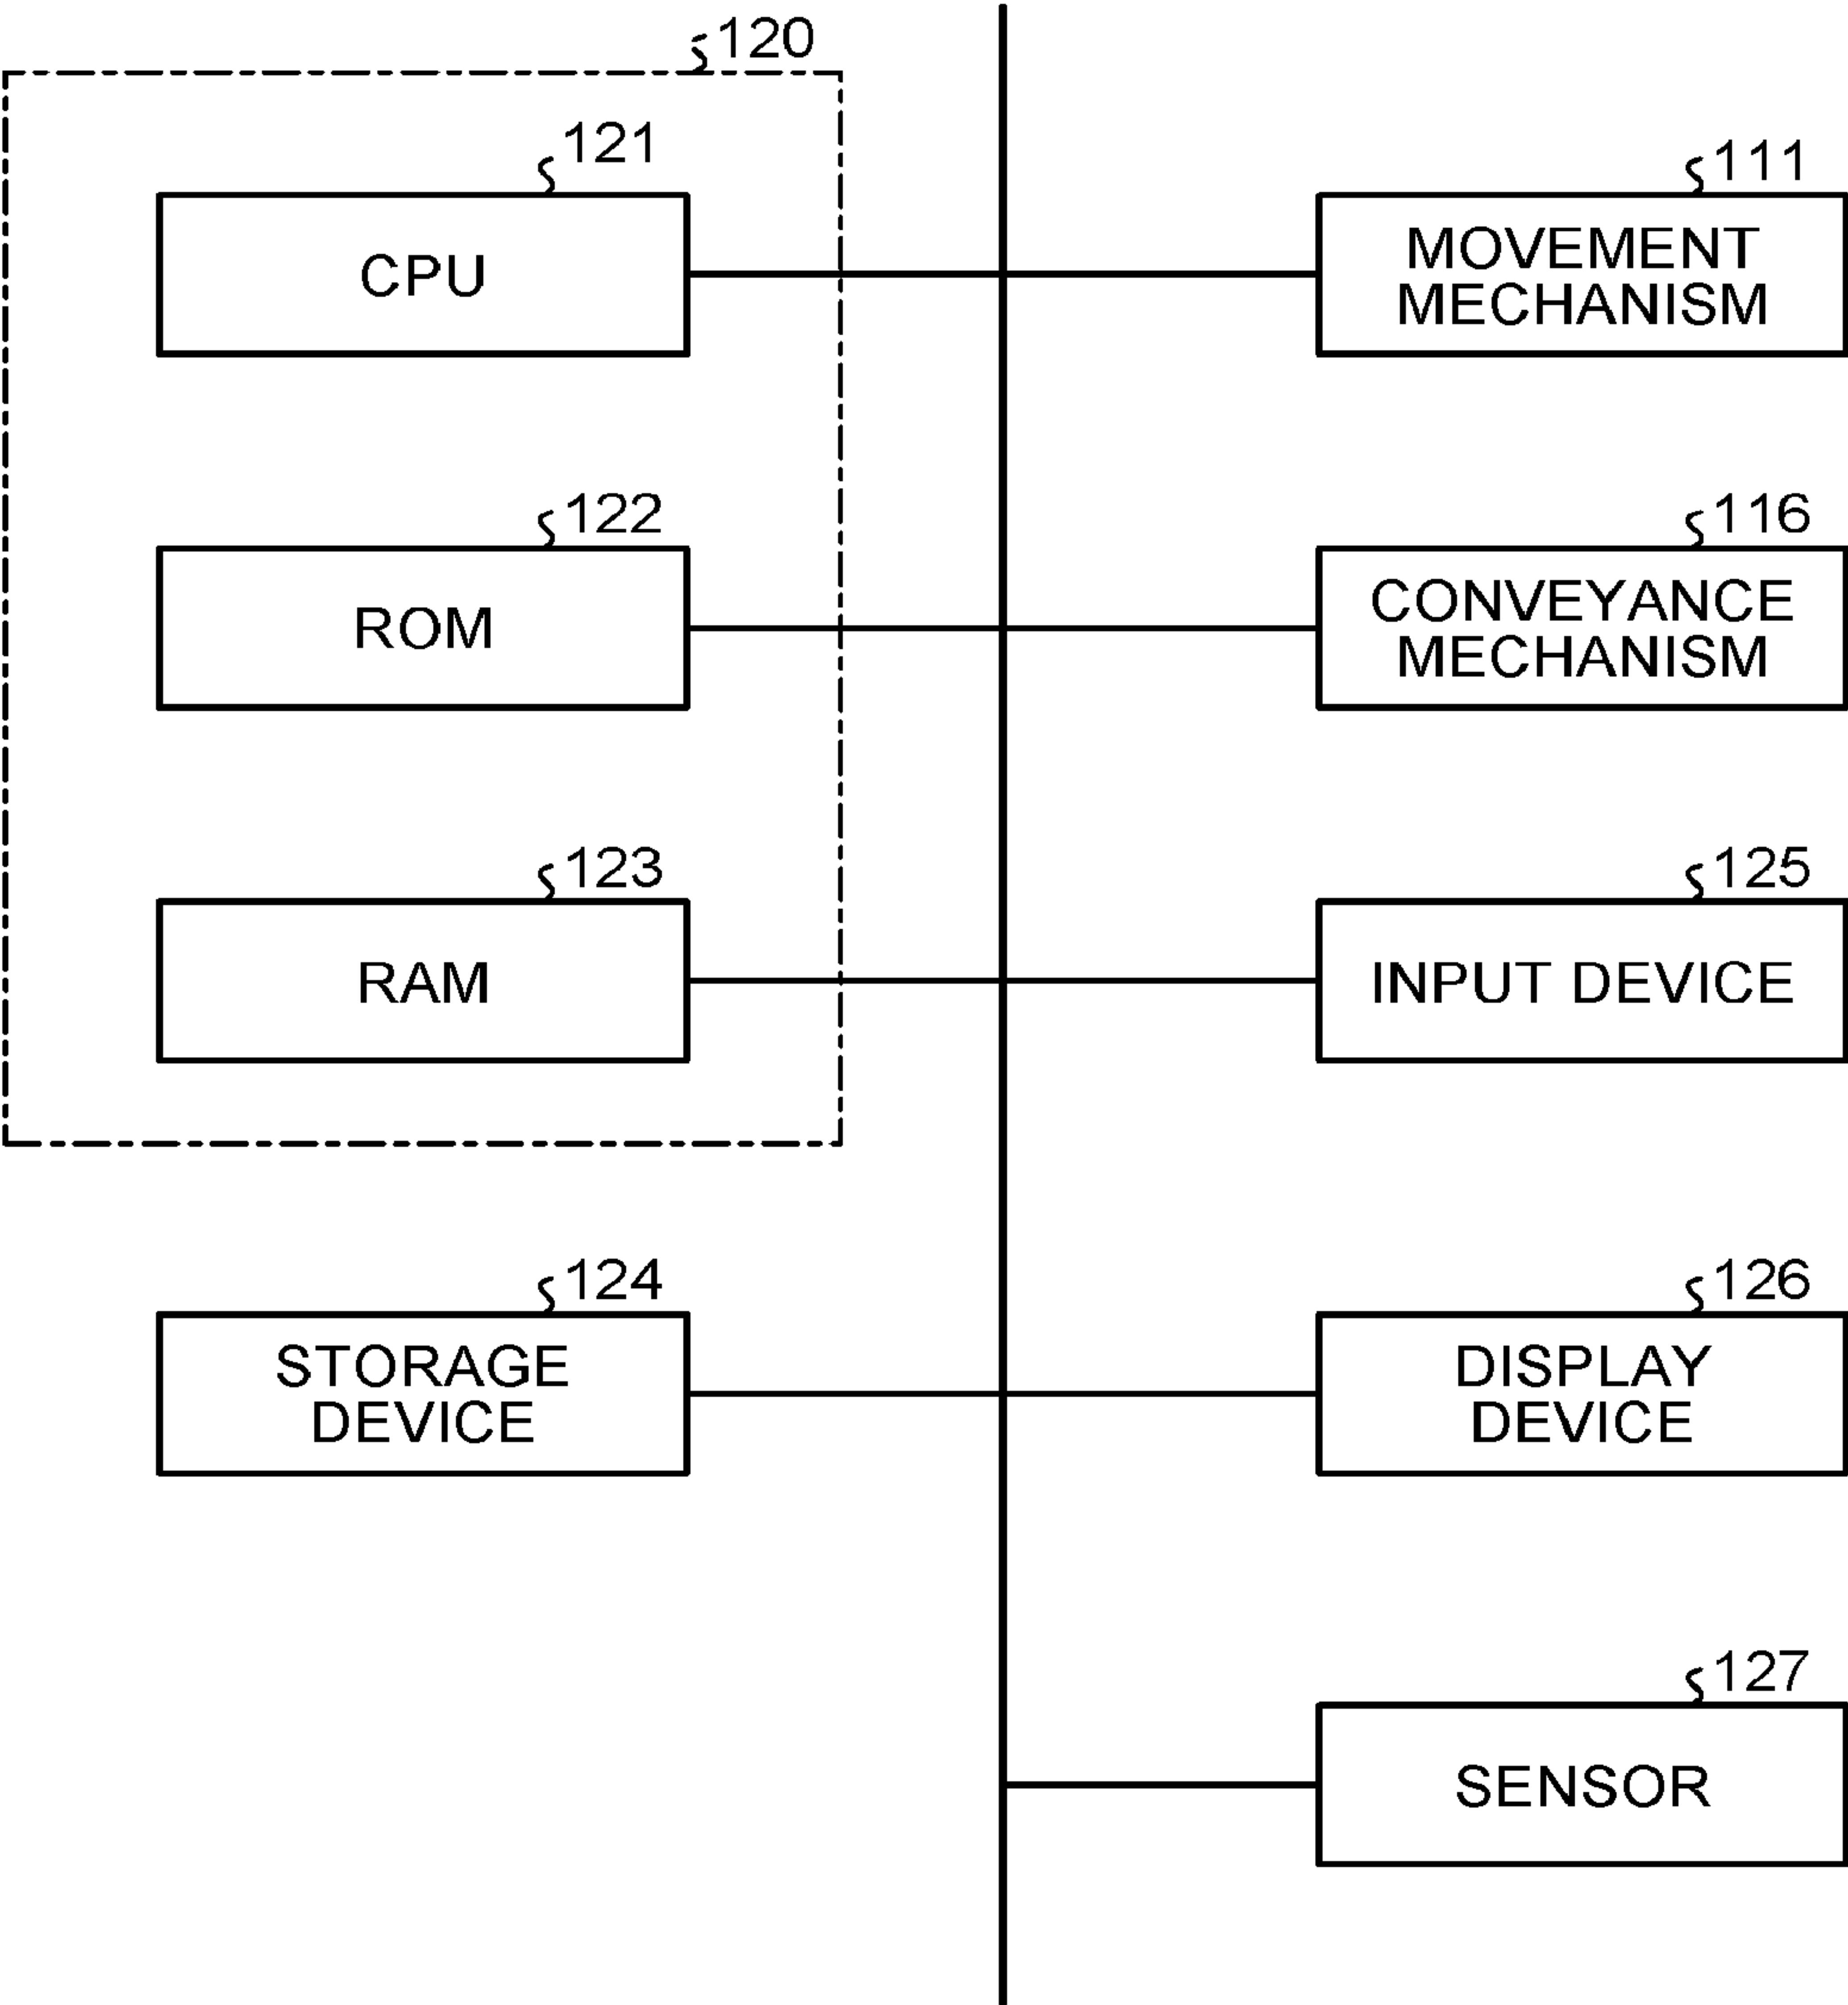 120
121
CPU
111
MOVEMENT
MECHANISM
122
ROM
116
CONVEYANCE
MECHANISM
123
RAM
125
INPUT DEVICE
124
STORAGE
DEVICE
126
DISPLAY
DEVICE
127
SENSOR